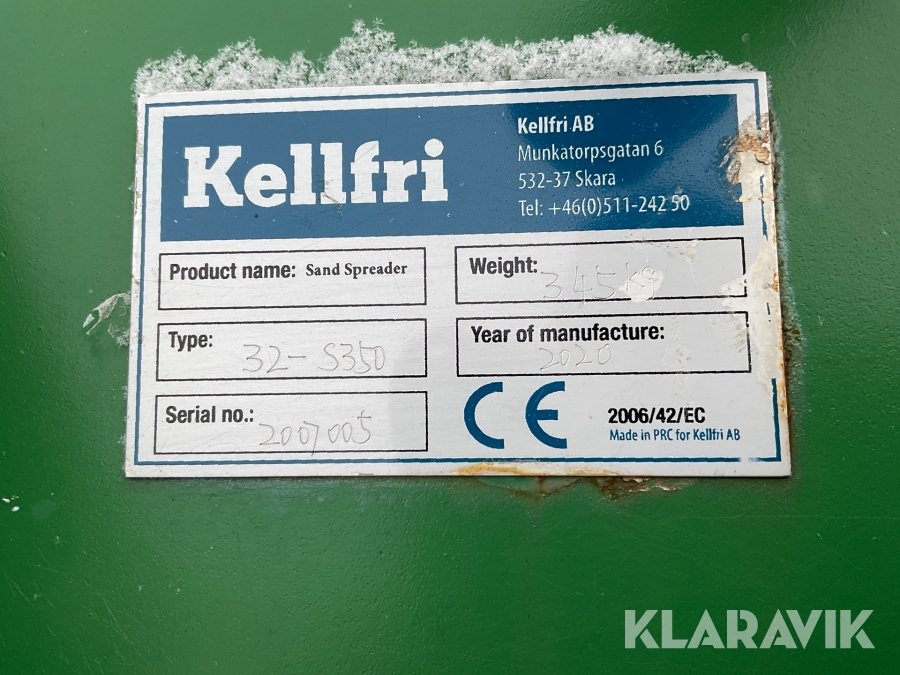 Kellfri
Kellfri AB
Munkatorpsgatan 6
532-37 Skara
Tel: +46(0)511-242 50
Product name: Sand Spreader
Weight: 345kg
Type: 32-S350
Year of manufacture: 2020
Serial no.: 2007005
CE
2006/42/EC
Made in PRC for Kellfri AB
KLARAVIK